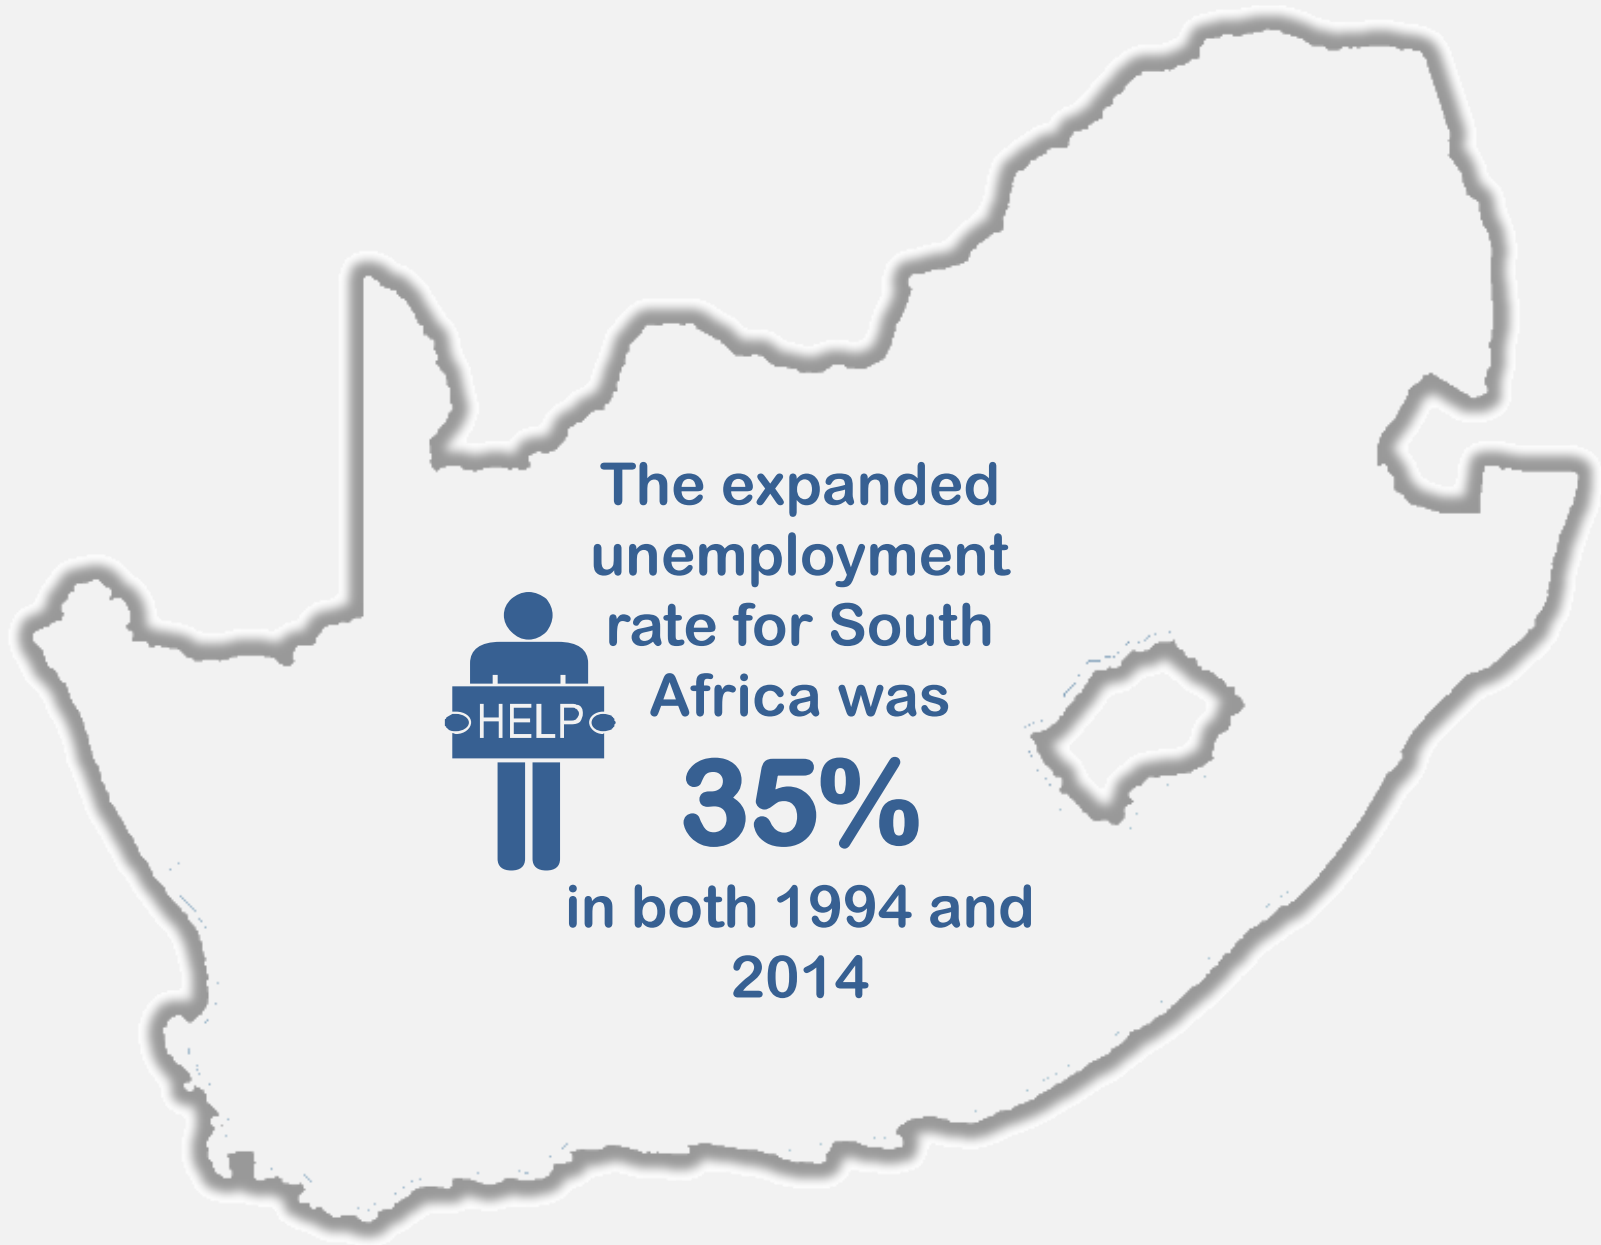 The expanded
unemployment
rate for South
Africa was
HELP
35%
in both 1994 and
2014